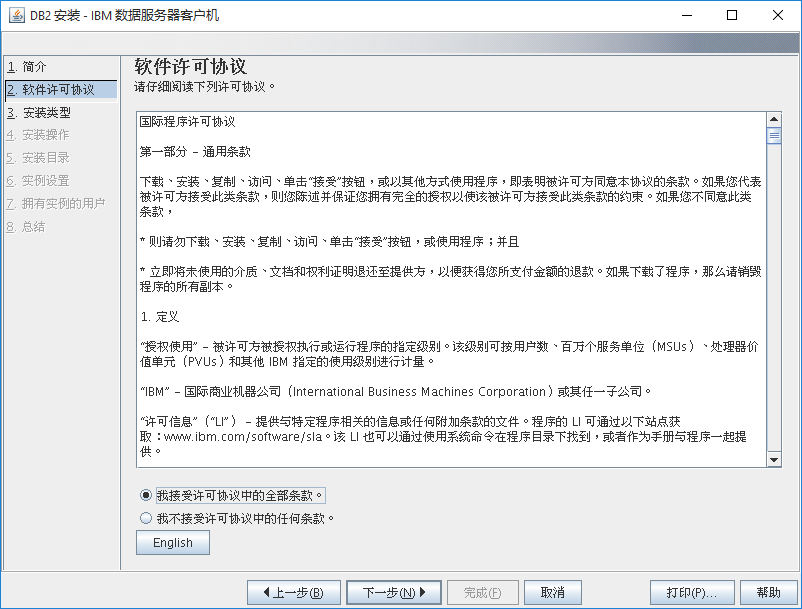 DB2 安装 - IBM 数据服务器客户机
1. 简介
2. 软件许可协议
3. 安装类型
4. 安装操作
5. 安装目录
6. 实例设置
7. 拥有实例的用户
8. 总结
软件许可协议
请仔细阅读下列许可协议。
国际程序许可协议
第一部分 – 通用条款
下载、安装、复制、访问、单击“接受”按钮，或以其他方式使用程序，即表明被许可方同意本协议的条款。如果您代表
被许可方接受此类条款，则您陈述并保证您拥有完全的授权以使该被许可方接受此类条款的约束。如果您不同意此类
条款，
* 则请勿下载、安装、复制、访问、单击“接受”按钮，或使用程序；并且
* 立即将未使用的介质、文档和权利证明退还至提供方，以便获得您所支付金额的退款。如果下载了程序，那么请销毁
程序的所有副本。
1. 定义
“授权使用” – 被许可方被授权执行或运行程序的指定级别。该级别可按用户数、百万个服务单位（MSUs）、处理器价
值单元（PVUs）和其他 IBM 指定的使用级别进行计量。
“IBM” – 国际商业机器公司（International Business Machines Corporation）或其任一子公司。
“许可信息”（“LI”） – 提供与特定程序相关的信息或任何附加条款的文件。程序的 LI 可通过以下站点获
取：www.ibm.com/software/sla。该 LI 也可以通过使用系统命令在程序目录下找到，或者作为手册与程序一起提
供。
我接受许可协议中的全部条款。
我不接受许可协议中的任何条款。
English
上一步(B) 下一步(N) 完成(F) 取消 打印(P)... 帮助